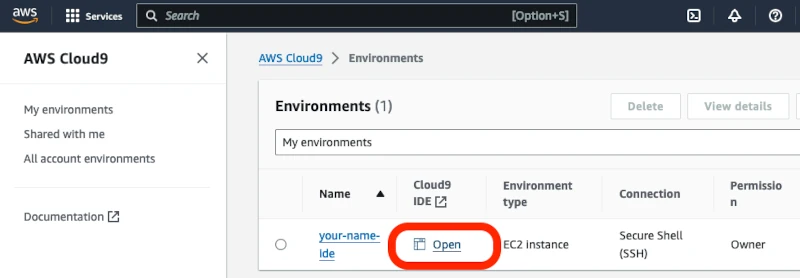 aws
Services
Search
[Option+S]
AWS Cloud9
My environments
Shared with me
All account environments
Documentation
AWS Cloud9 > Environments
Environments (1)
Delete
View details
My environments
Name
Cloud9
IDE
Environment
type
Connection
Permissio
n
your-name-
ide
Open
EC2 instance
Secure Shell
(SSH)
Owner